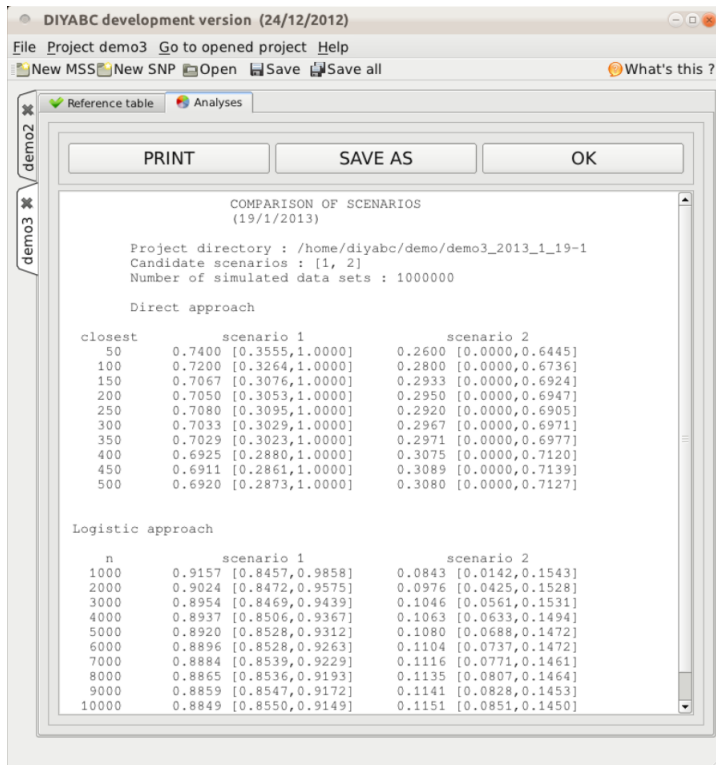 DIYABC development version (24/12/2012)
File Project demo3 Go to opened project Help
New MSS New SNP Open Save Save all What's this ?
Reference table Analyses
demo2
demo3
PRINT SAVE AS OK
COMPARISON OF SCENARIOS
(19/1/2013)
Project directory : /home/diyabc/demo/demo3_2013_1_19-1
Candidate scenarios : [1, 2]
Number of simulated data sets : 1000000
Direct approach
closest scenario 1 scenario 2
50 0.7400 [0.3555,1.0000] 0.2600 [0.0000,0.6445]
100 0.7200 [0.3264,1.0000] 0.2800 [0.0000,0.6736]
150 0.7067 [0.3076,1.0000] 0.2933 [0.0000,0.6924]
200 0.7050 [0.3053,1.0000] 0.2950 [0.0000,0.6947]
250 0.7080 [0.3095,1.0000] 0.2920 [0.0000,0.6905]
300 0.7033 [0.3029,1.0000] 0.2967 [0.0000,0.6971]
350 0.7029 [0.3023,1.0000] 0.2971 [0.0000,0.6977]
400 0.6925 [0.2880,1.0000] 0.3075 [0.0000,0.7120]
450 0.6911 [0.2861,1.0000] 0.3089 [0.0000,0.7139]
500 0.6920 [0.2873,1.0000] 0.3080 [0.0000,0.7127]
Logistic approach
n scenario 1 scenario 2
1000 0.9157 [0.8457,0.9858] 0.0843 [0.0142,0.1543]
2000 0.9024 [0.8472,0.9575] 0.0976 [0.0425,0.1528]
3000 0.8954 [0.8469,0.9439] 0.1046 [0.0561,0.1531]
4000 0.8937 [0.8506,0.9367] 0.1063 [0.0633,0.1494]
5000 0.8920 [0.8528,0.9312] 0.1080 [0.0688,0.1472]
6000 0.8896 [0.8528,0.9263] 0.1104 [0.0737,0.1472]
7000 0.8884 [0.8539,0.9229] 0.1116 [0.0771,0.1461]
8000 0.8865 [0.8536,0.9193] 0.1135 [0.0807,0.1464]
9000 0.8859 [0.8547,0.9172] 0.1141 [0.0828,0.1453]
10000 0.8849 [0.8550,0.9149] 0.1151 [0.0851,0.1450]